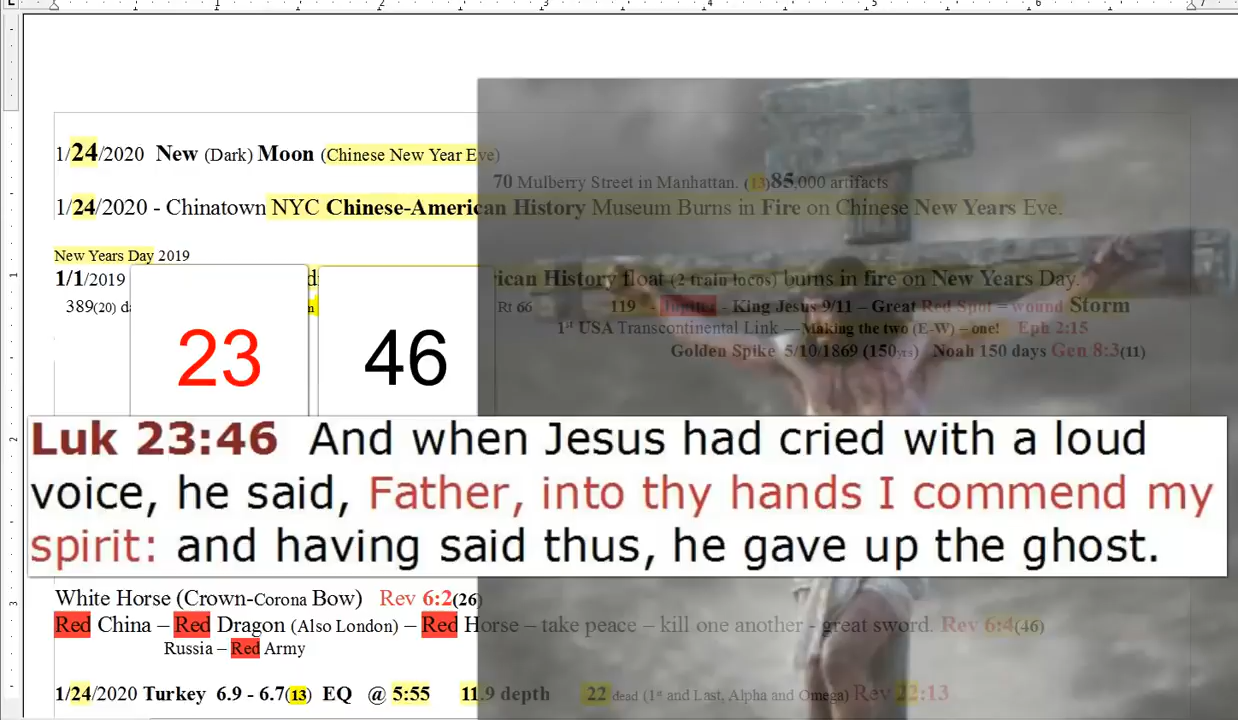 1/24/2020 New (Dark) Moon (Chinese New Year Eve)
70 Mulberry Street in Manhattan. (13)85,000 artifacts
1/24/2020 - Chinatown NYC Chinese-American History Museum Burns in Fire on Chinese New Years Eve.
New Years Day 2019
1/1/2019 ican History float (2 train locos) burns in fire on New Years Day.
389(20) d Rt 66 119 - Jupiter - King Jesus 9/11 – Great Red Spot – wound Storm
1st USA Transcontinental Link — Making the two (E-W) – one! Eph 2:15
Golden Spike 5/10/1869 (150yrs) Noah 150 days Gen 8:3(11)
23 46
Luk 23:46 And when Jesus had cried with a loud
voice, he said, Father, into thy hands I commend my
spirit: and having said thus, he gave up the ghost.
White Horse (Crown-Corona Bow) Rev 6:2(26)
Red China – Red Dragon (Also London) – Red Horse – take peace – kill one another - great sword. Rev 6:4(46)
Russia – Red Army
1/24/2020 Turkey 6.9 - 6.7(13) EQ @ 5:55 11.9 depth 22 dead (1st and Last, Alpha and Omega) Rev 22:13